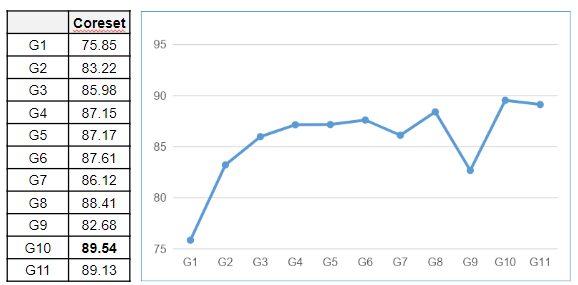 Coreset
G1 75.85
G2 83.22
G3 85.98
G4 87.15
G5 87.17
G6 87.61
G7 86.12
G8 88.41
G9 82.68
G10 89.54
G11 89.13
95
90
85
80
75
G1 G2 G3 G4 G5 G6 G7 G8 G9 G10 G11